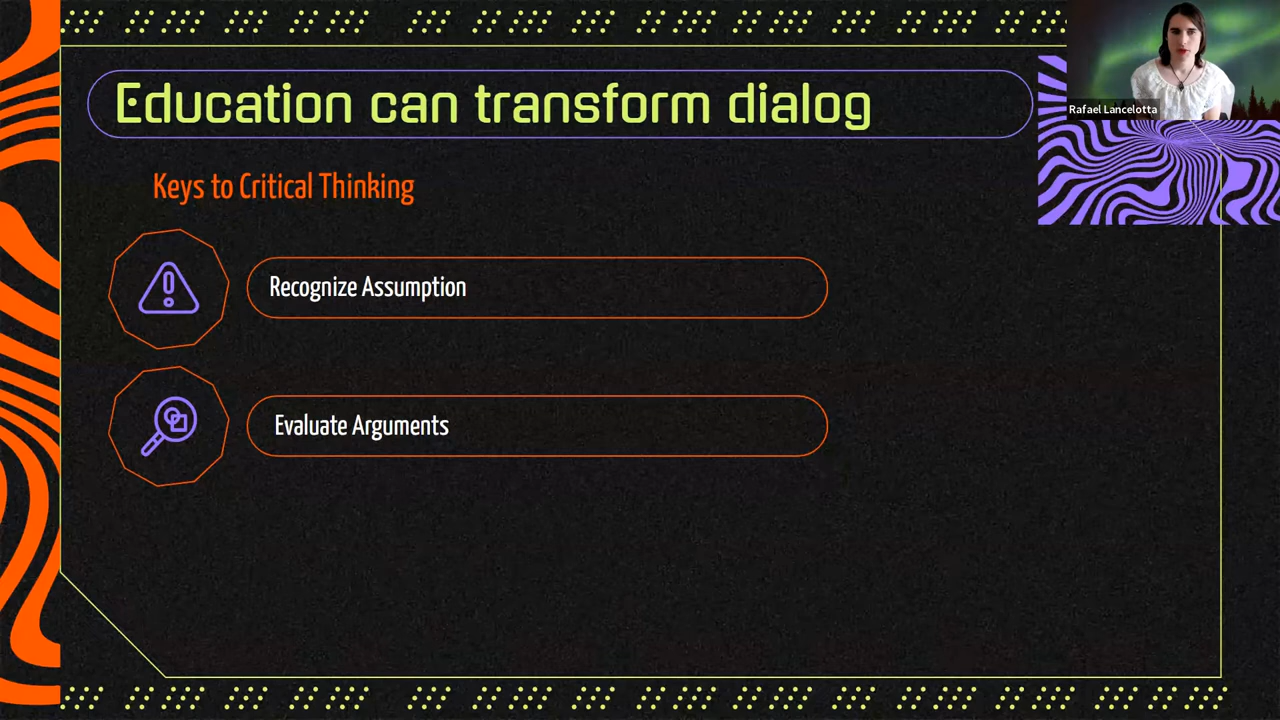 Education can transform dialog
Rafael Lancelotta
Keys to Critical Thinking
Recognize Assumption
Evaluate Arguments